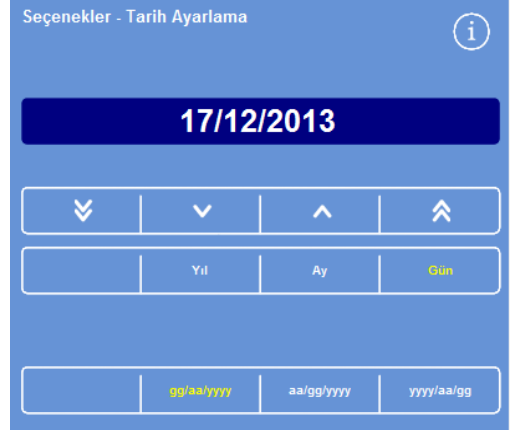 Seçenekler - Tarih Ayarlama
i
17/12/2013
Yıl Ay Gün
gg/aa/yyyy aa/gg/yyyy yyyy/aa/gg